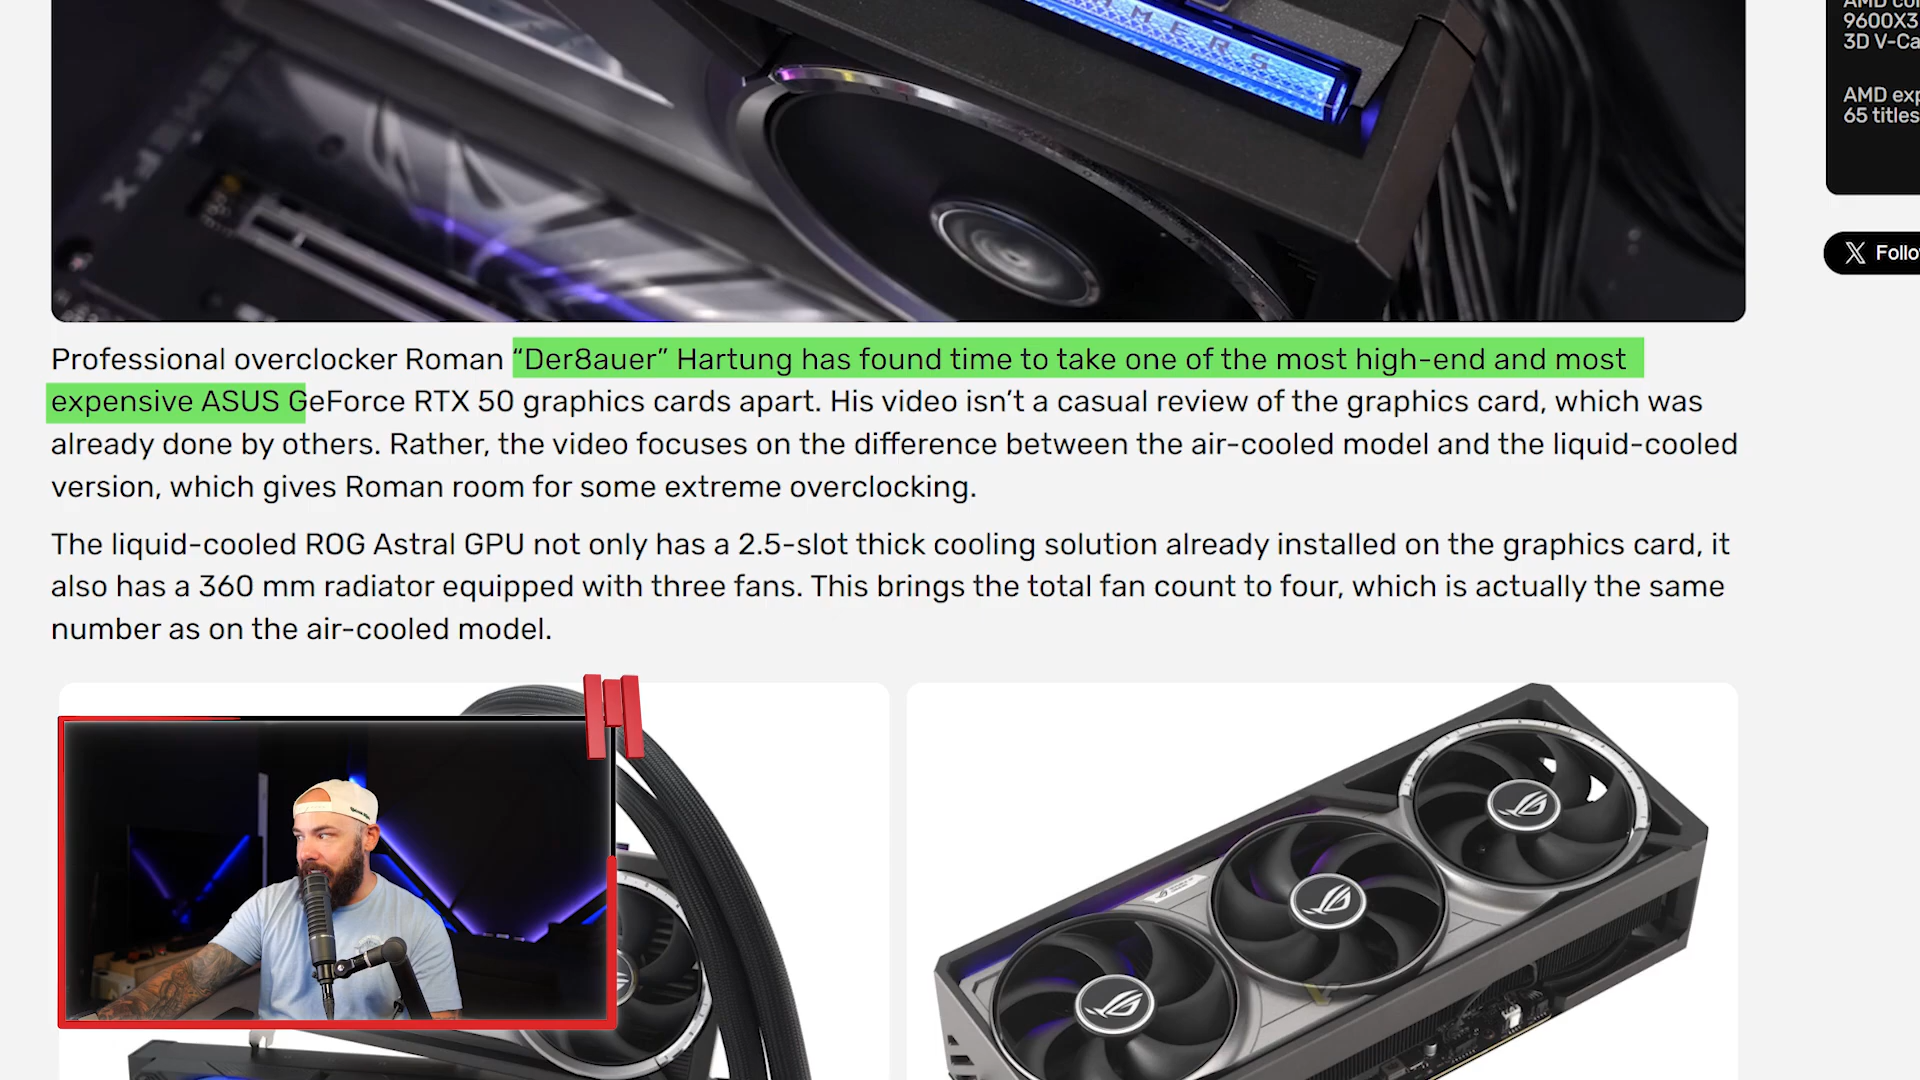 AMD
9600X3
3D V-Ca
AMD exp
65 titles
Follo
Professional overclocker Roman “Der8auer” Hartung has found time to take one of the most high-end and most
expensive ASUS GeForce RTX 50 graphics cards apart. His video isn’t a casual review of the graphics card, which was
already done by others. Rather, the video focuses on the difference between the air-cooled model and the liquid-cooled
version, which gives Roman room for some extreme overclocking.
The liquid-cooled ROG Astral GPU not only has a 2.5-slot thick cooling solution already installed on the graphics card, it
also has a 360 mm radiator equipped with three fans. This brings the total fan count to four, which is actually the same
number as on the air-cooled model.